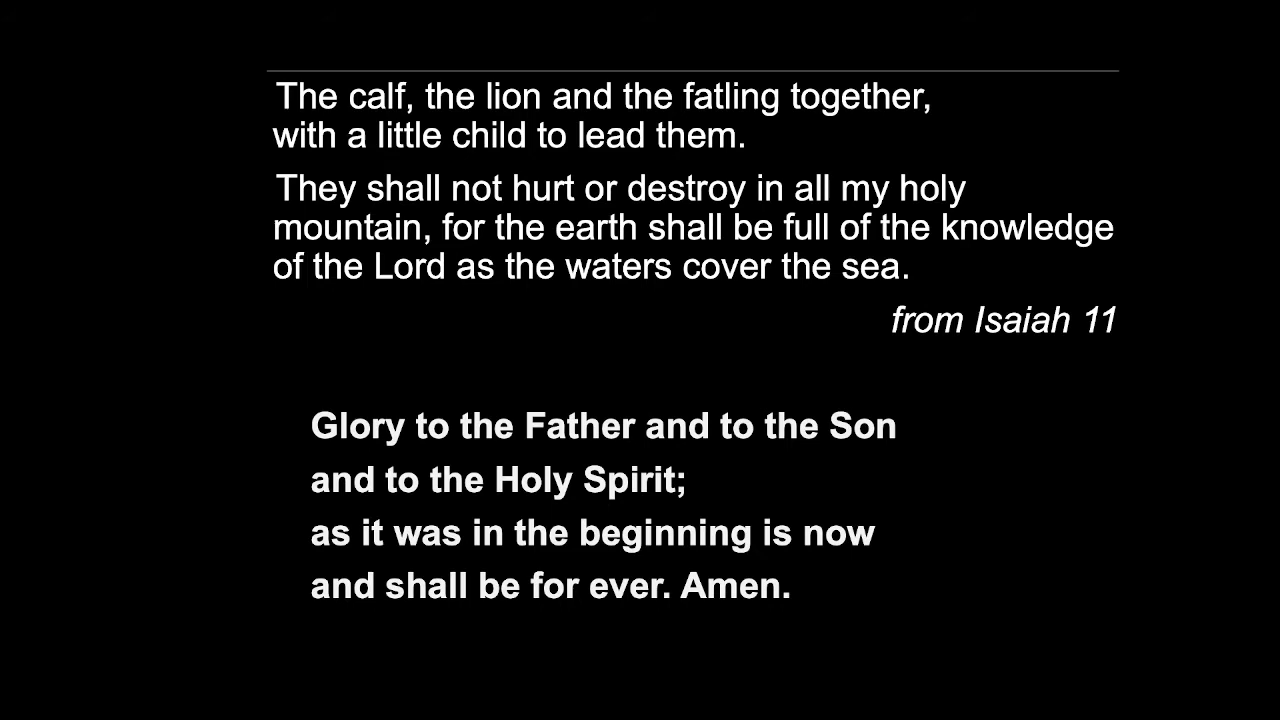 The calf, the lion and the fatling together,
with a little child to lead them.
They shall not hurt or destroy in all my holy
mountain, for the earth shall be full of the knowledge
of the Lord as the waters cover the sea.
from Isaiah 11
Glory to the Father and to the Son
and to the Holy Spirit;
as it was in the beginning is now
and shall be for ever. Amen.